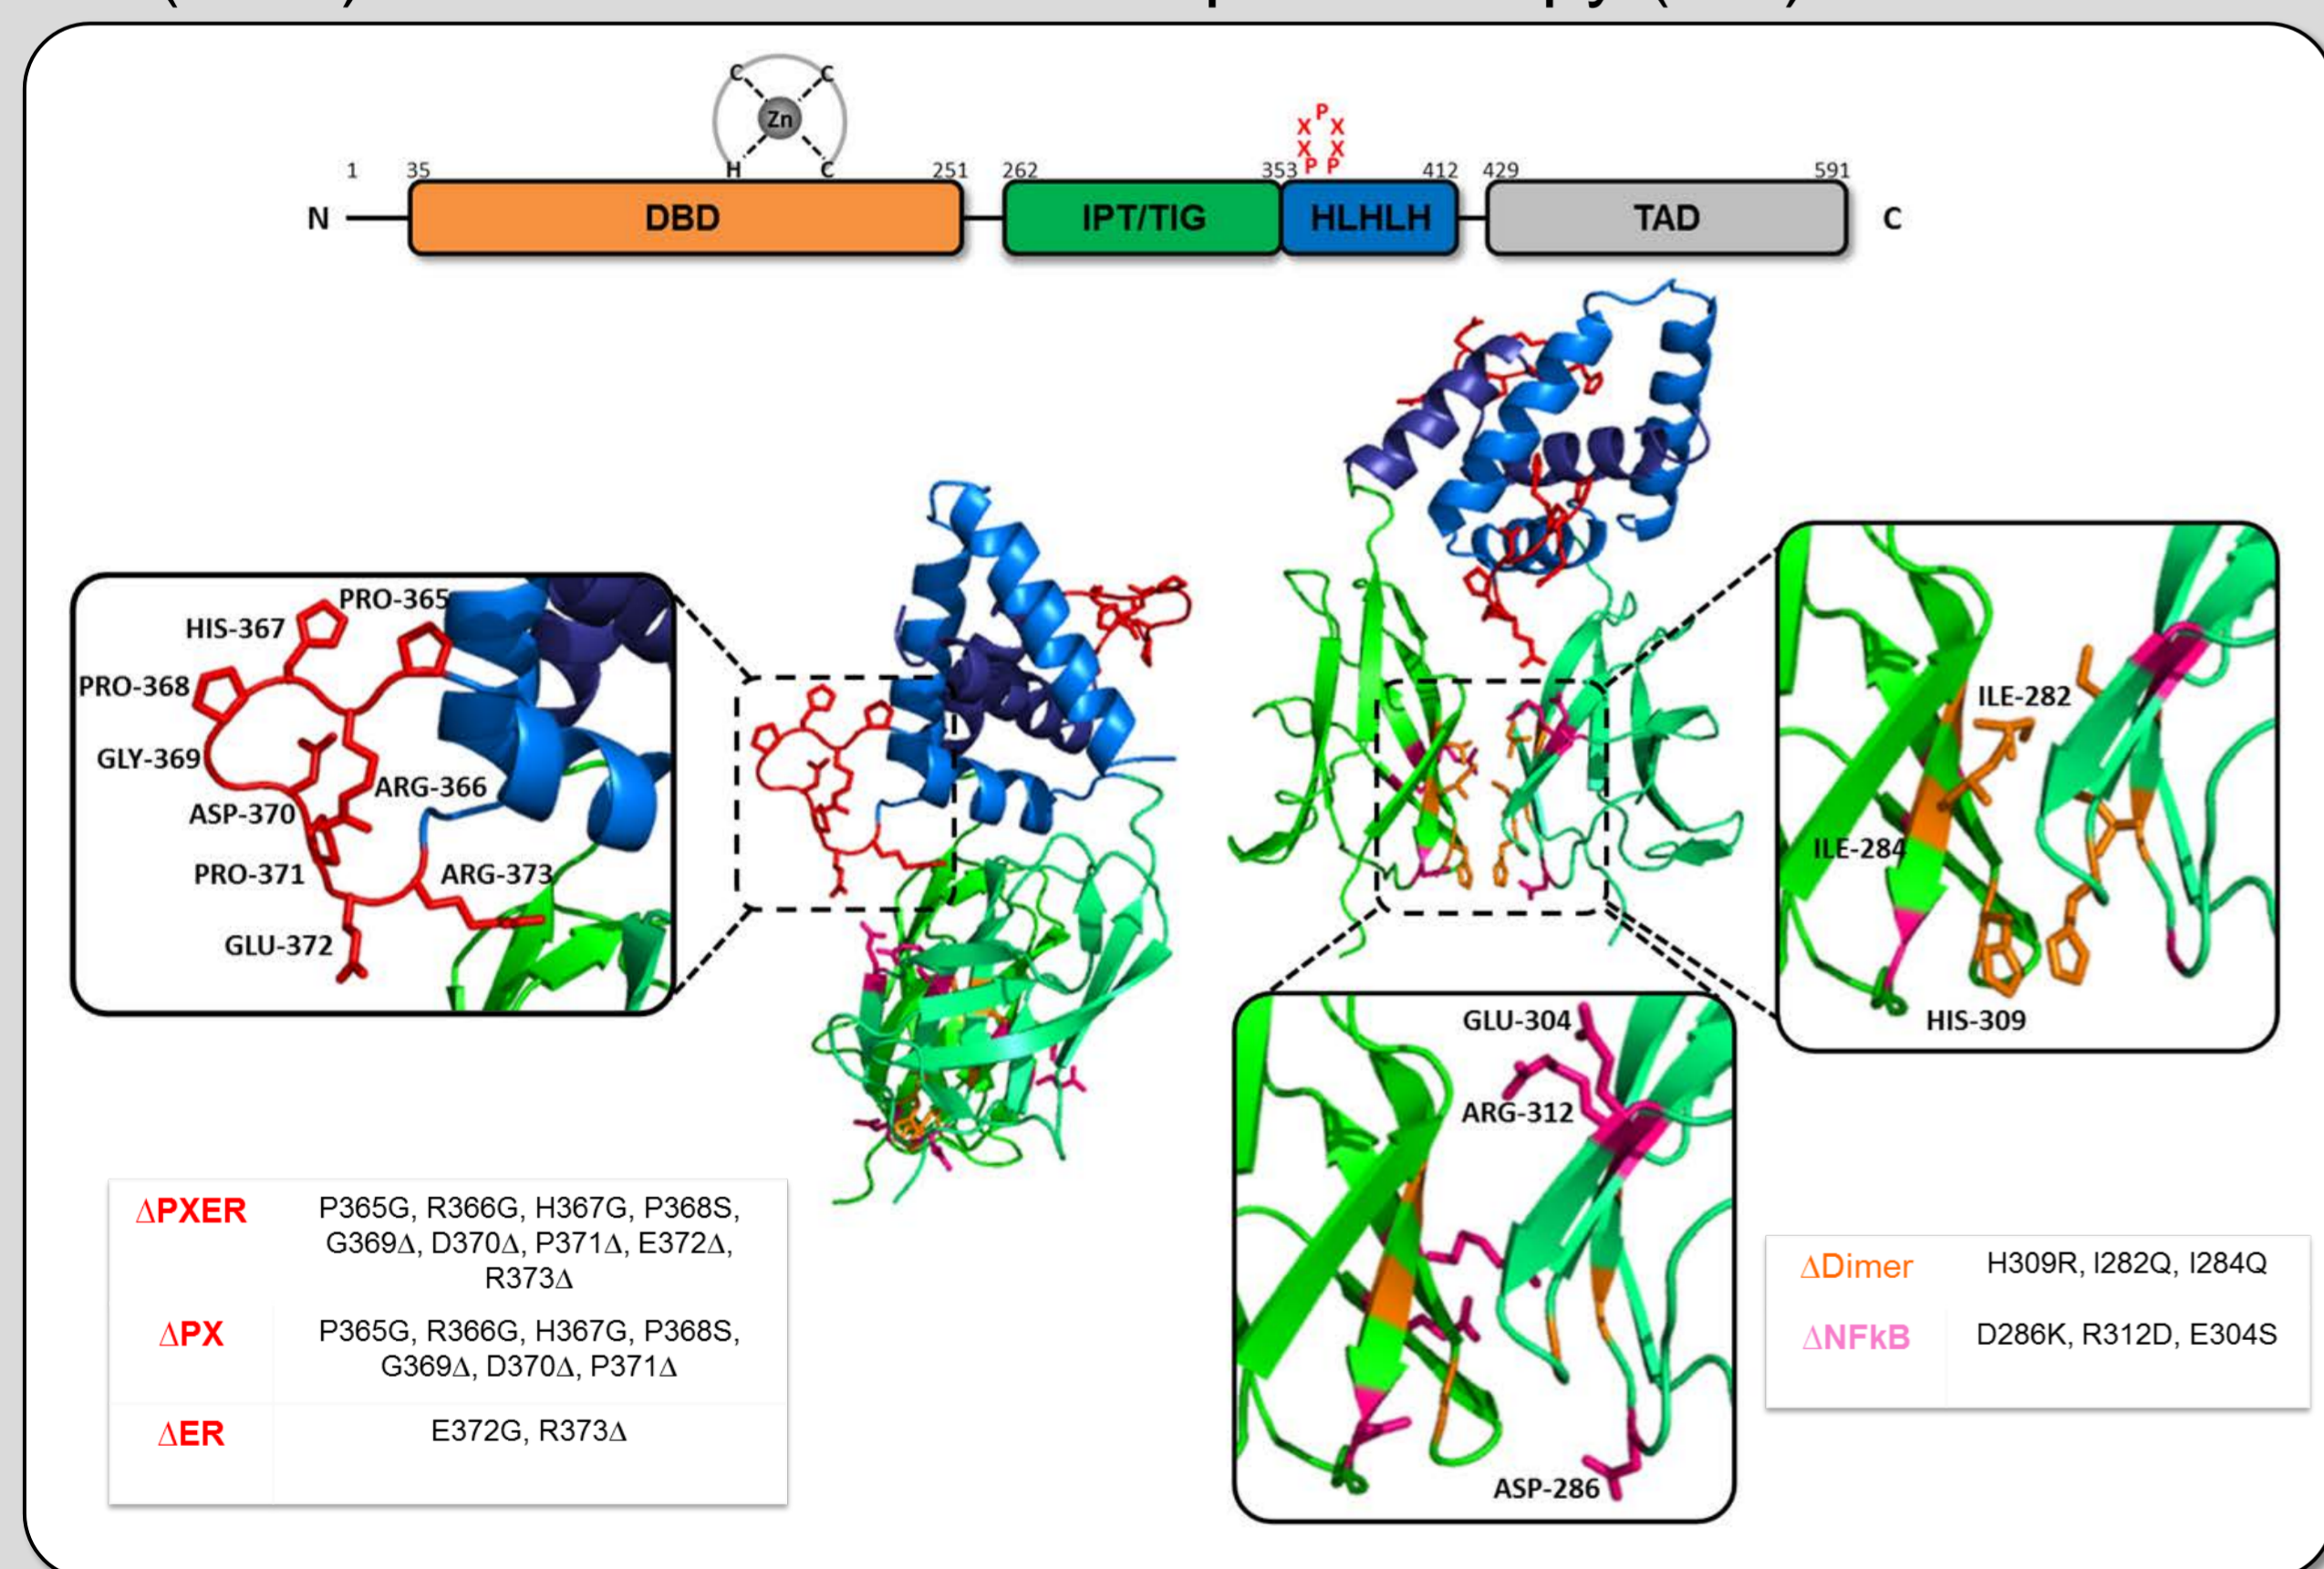 C C
Zn
H C
P
X X
X X
P P
1 35 251 262 353 412 429 591
N DBD IPT/TIG HLHLH TAD C
PRO-365
HIS-367
PRO-368
GLY-369
ARG-366
ASP-370
PRO-371
ARG-373
GLU-372
ILE-282
ILE-284
HIS-309
GLU-304
ARG-312
ASP-286
ΔPXER P365G, R366G, H367G, P368S,
G369Δ, D370Δ, P371Δ, E372Δ,
R373Δ
ΔPX P365G, R366G, H367G, P368S,
G369Δ, D370Δ, P371Δ
ΔER E372G, R373Δ
ΔDimer H309R, I282Q, I284Q
ΔNFkB D286K, R312D, E304S